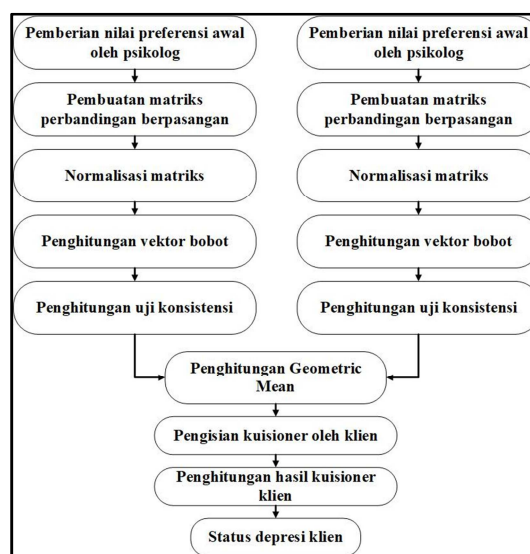 Pemberian nilai preferensi awal
oleh psikolog
Pemberian nilai preferensi awal
oleh psikolog
Pembuatan matriks
perbandingan berpasangan
Pembuatan matriks
perbandingan berpasangan
Normalisasi matriks
Normalisasi matriks
Penghitungan vektor bobot
Penghitungan vektor bobot
Penghitungan uji konsistensi
Penghitungan uji konsistensi
Penghitungan Geometric
Mean
Pengisian kuisioner oleh klien
Penghitungan hasil kuisioner
klien
Status depresi klien